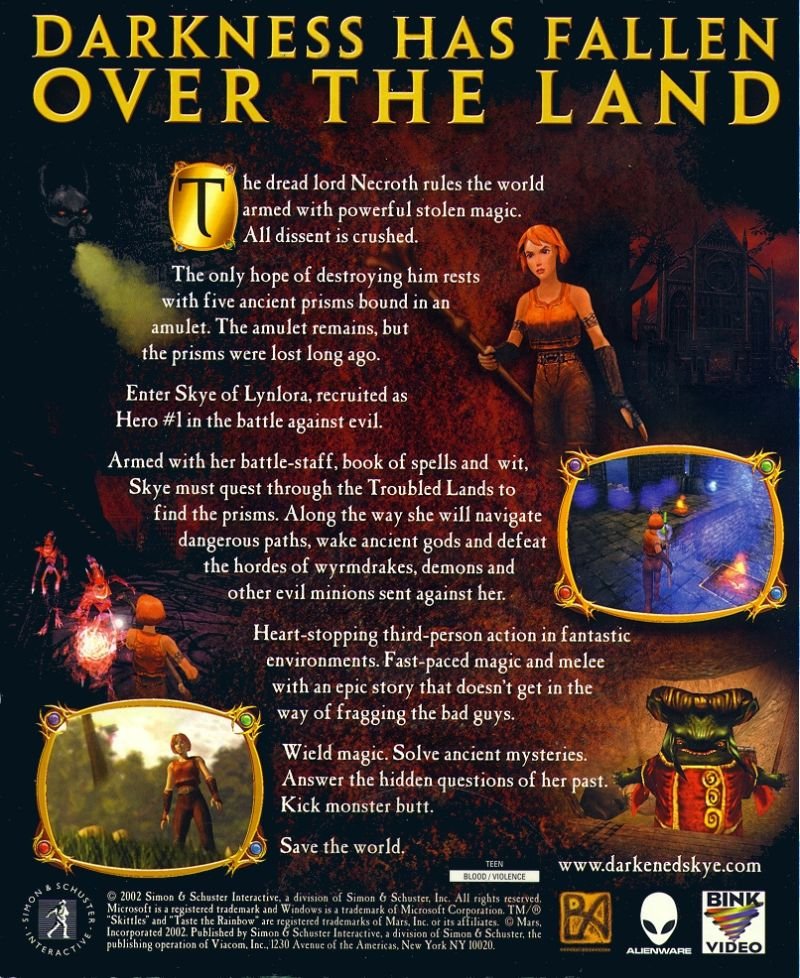 DARKNESS HAS FALLEN
OVER THE LAND
The dread lord Necroth rules the world
armed with powerful stolen magic.
All dissent is crushed.
The only hope of destroying him rests
with five ancient prisms bound in an
amulet. The amulet remains, but
the prisms were lost long ago.
Enter Skye of Lynlora, recruited as
Hero #1 in the battle against evil.
Armed with her battle-staff, book of spells and wit,
Skye must quest through the Troubled Lands to
find the prisms. Along the way she will navigate
dangerous paths, wake ancient gods and defeat
the hordes of wyrmdrakes, demons and
other evil minions sent against her.
Heart-stopping third-person action in fantastic
environments. Fast-paced magic and melee
with an epic story that doesn't get in the
way of fragging the bad guys.
Wield magic. Solve ancient mysteries.
Answer the hidden questions of her past.
Kick monster butt.
Save the world.
TEEN
BLOOD / VIOLENCE
www.darkenedskye.com
SIMON & SCHUSTER
INTERACTIVE
© 2002 Simon & Schuster Interactive, a division of Simon & Schuster, Inc. All rights reserved.
Microsoft is a registered trademark and Windows is a trademark of Microsoft Corporation. TM/®
"Skittles" and "Taste the Rainbow" are registered trademarks of Mars, Inc. or its affiliates. © Mars,
Incorporated 2002. Published by Simon & Schuster Interactive, a division of Simon & Schuster, the
publishing operation of Viacom, Inc., 1230 Avenue of the Americas, New York NY 10020.
ALIENWARE
BINK
VIDEO